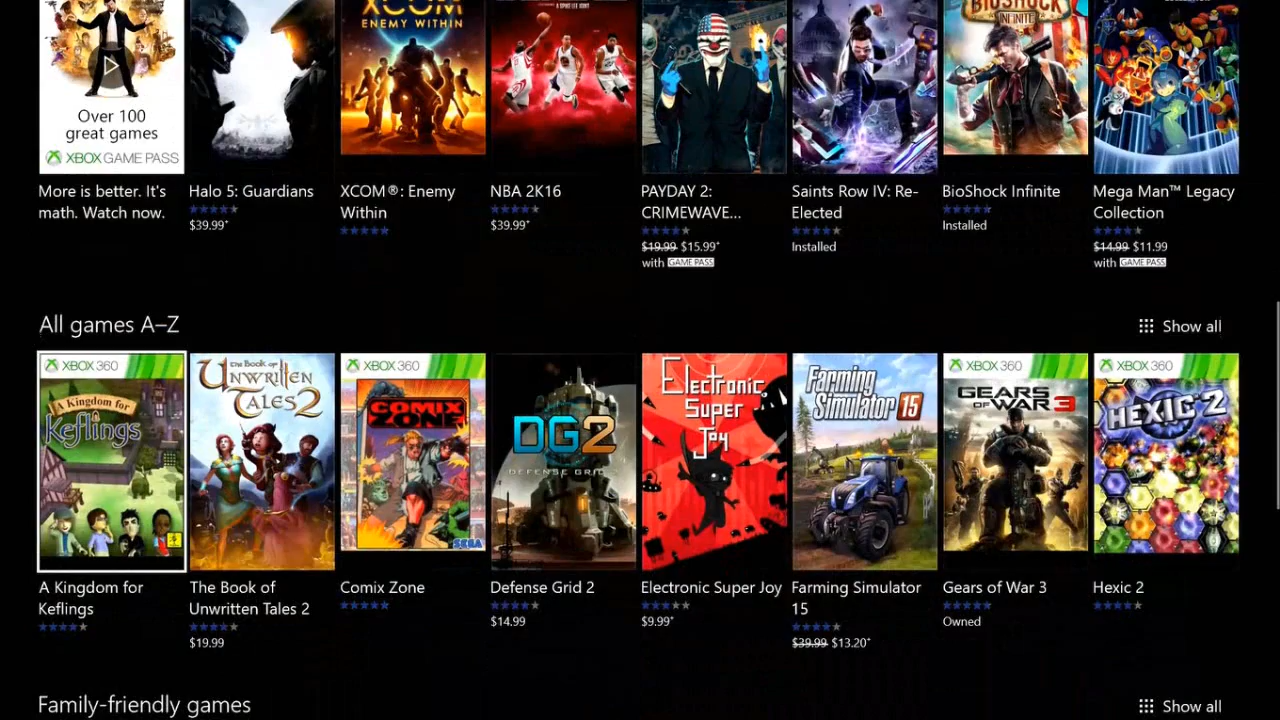 XCOM
ENEMY WITHIN
A SPIKE LEE JOINT
BIOSHOCK
INFINITE
Over 100
great games
XBOX GAME PASS
More is better. It's
math. Watch now.
Halo 5: Guardians
$39.99*
XCOM®: Enemy
Within
NBA 2K16
$39.99*
PAYDAY 2:
CRIMEWAVE...
$19.99 $15.99*
with GAME PASS
Saints Row IV: Re-
Elected
Installed
BioShock Infinite
Installed
Mega Man™ Legacy
Collection
$14.99 $11.99
with GAME PASS
All games A–Z
Show all
XBOX 360
A Kingdom for
Keflings
The Book of
Unwritten
Tales 2
XBOX 360
COMIX
ZONE
SEGA
DG2
DEFENSE GRID 2
Electronic
Super
Joy
Farming
Simulator 15
XBOX 360
GEARS
OF WAR 3
XBOX 360
HEXIC 2
A Kingdom for
Keflings
The Book of
Unwritten Tales 2
$19.99
Comix Zone
Defense Grid 2
$14.99
Electronic Super Joy
$9.99*
Farming Simulator
15
$39.99 $13.20*
Gears of War 3
Owned
Hexic 2
Family-friendly games
Show all